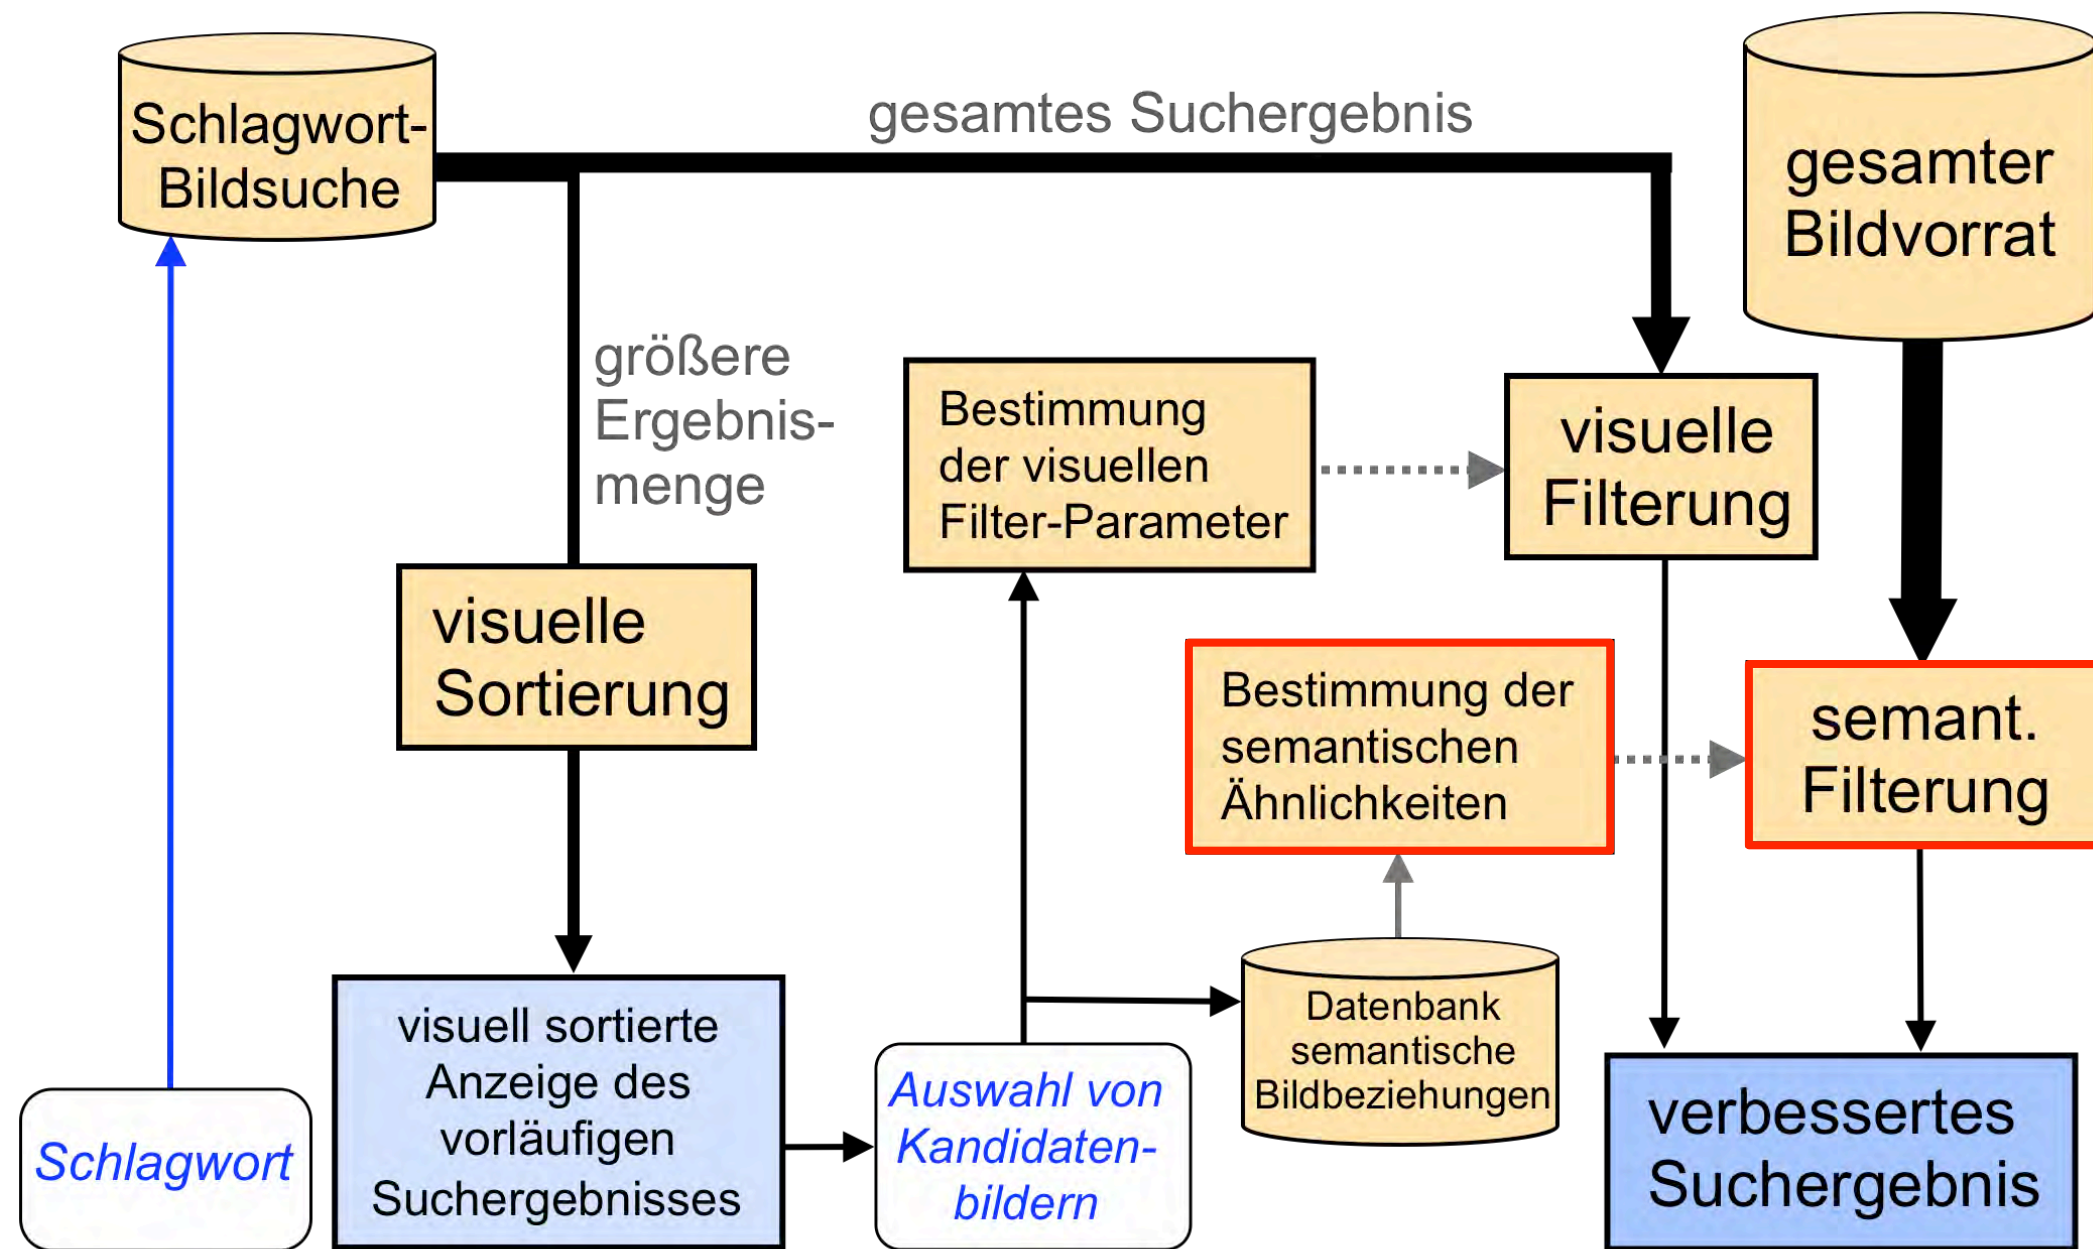 Schlagwort-
Bildsuche
gesamtes Suchergebnis
gesamter
Bildvorrat
größere
Ergebnis-
menge
Bestimmung
der visuellen
Filter-Parameter
visuelle
Filterung
visuelle
Sortierung
Bestimmung der
semantischen
Ähnlichkeiten
semant.
Filterung
visuell sortierte
Anzeige des
vorläufigen
Suchergebnisses
Datenbank
semantische
Bildbeziehungen
Schlagwort
Auswahl von
Kandidaten-
bildern
verbessertes
Suchergebnis